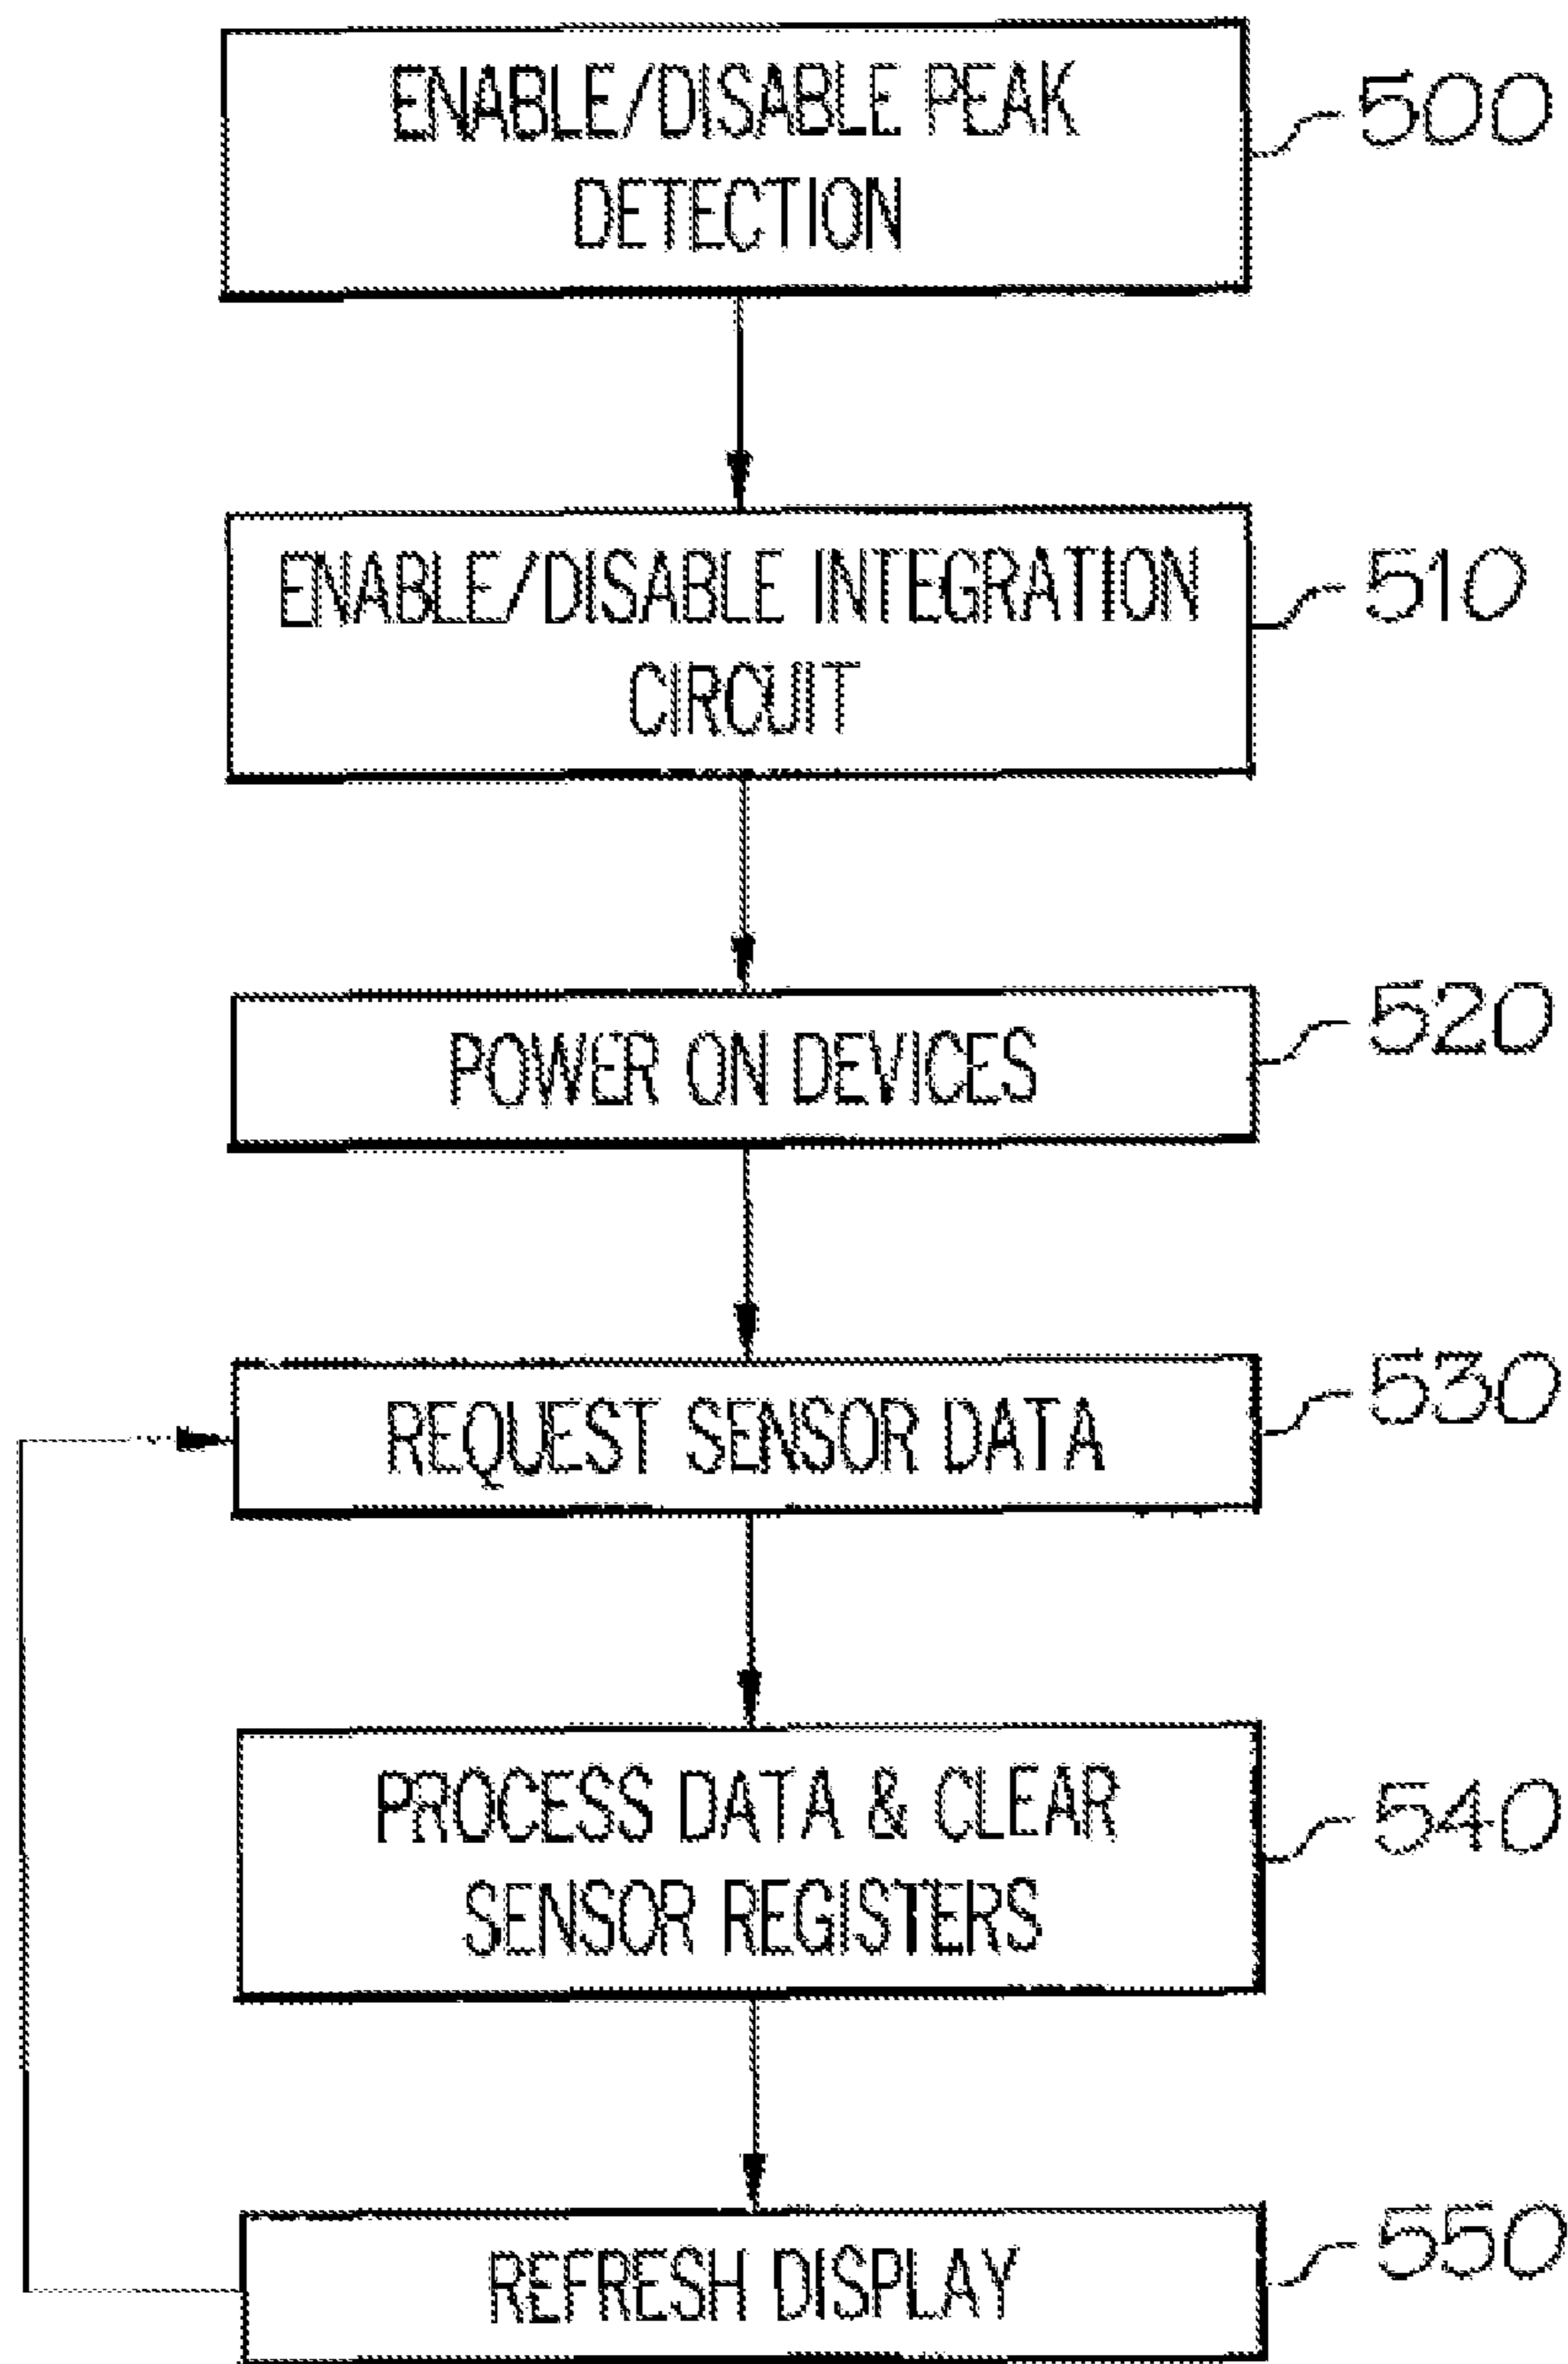 ENABLE/DISABLE PEAK
DETECTION
500
ENABLE/DISABLE INTEGRATION
CIRCUIT
510
POWER ON DEVICES
520
REQUEST SENSOR DATA
530
PROCESS DATA & CLEAR
SENSOR REGISTERS
540
REFRESH DISPLAY
550